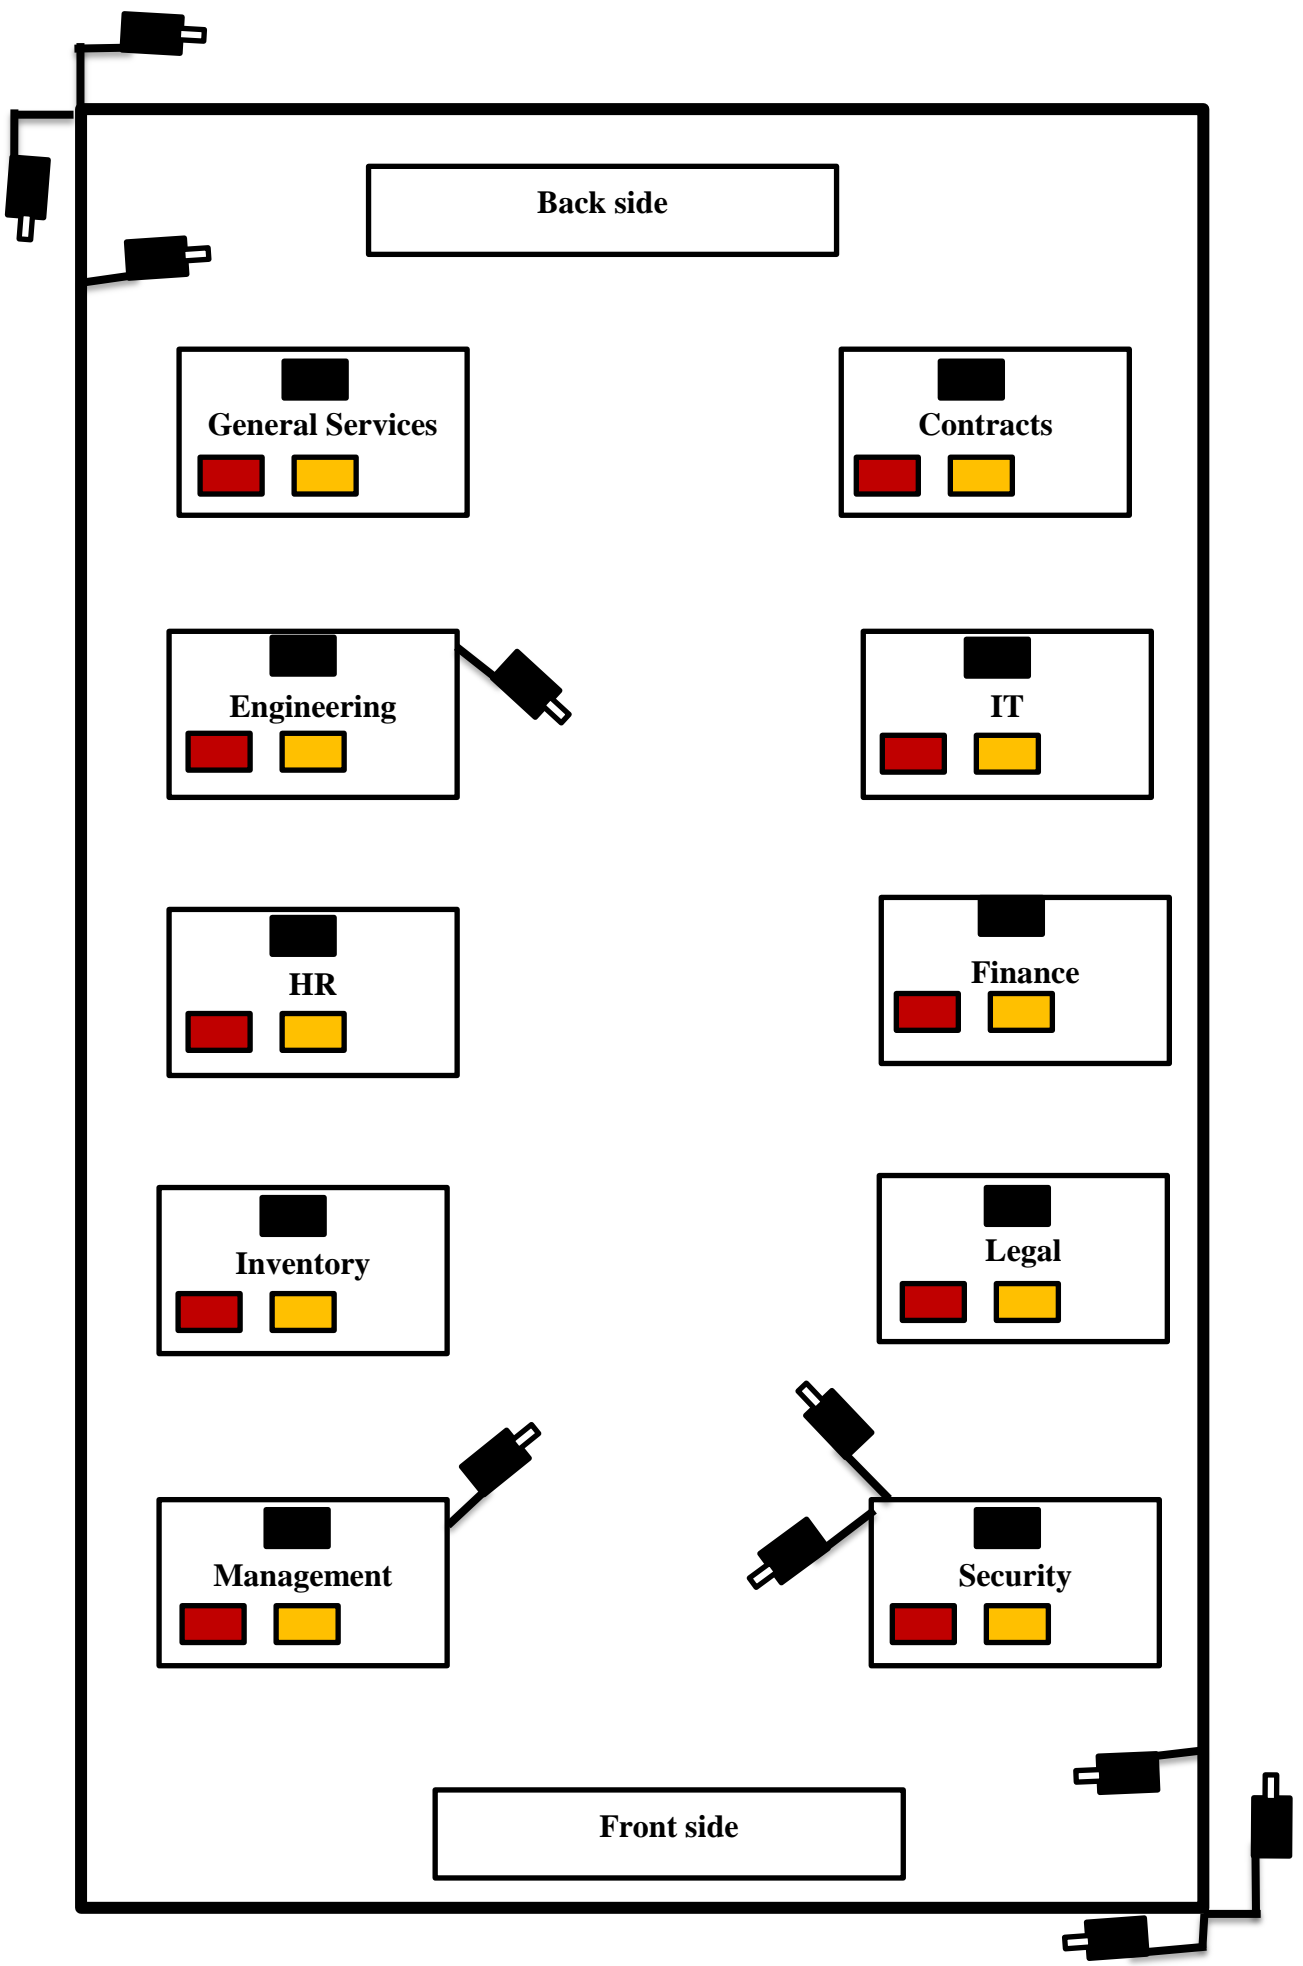 Back side
General Services
Contracts
Engineering
IT
HR
Finance
Inventory
Legal
Management
Security
Front side